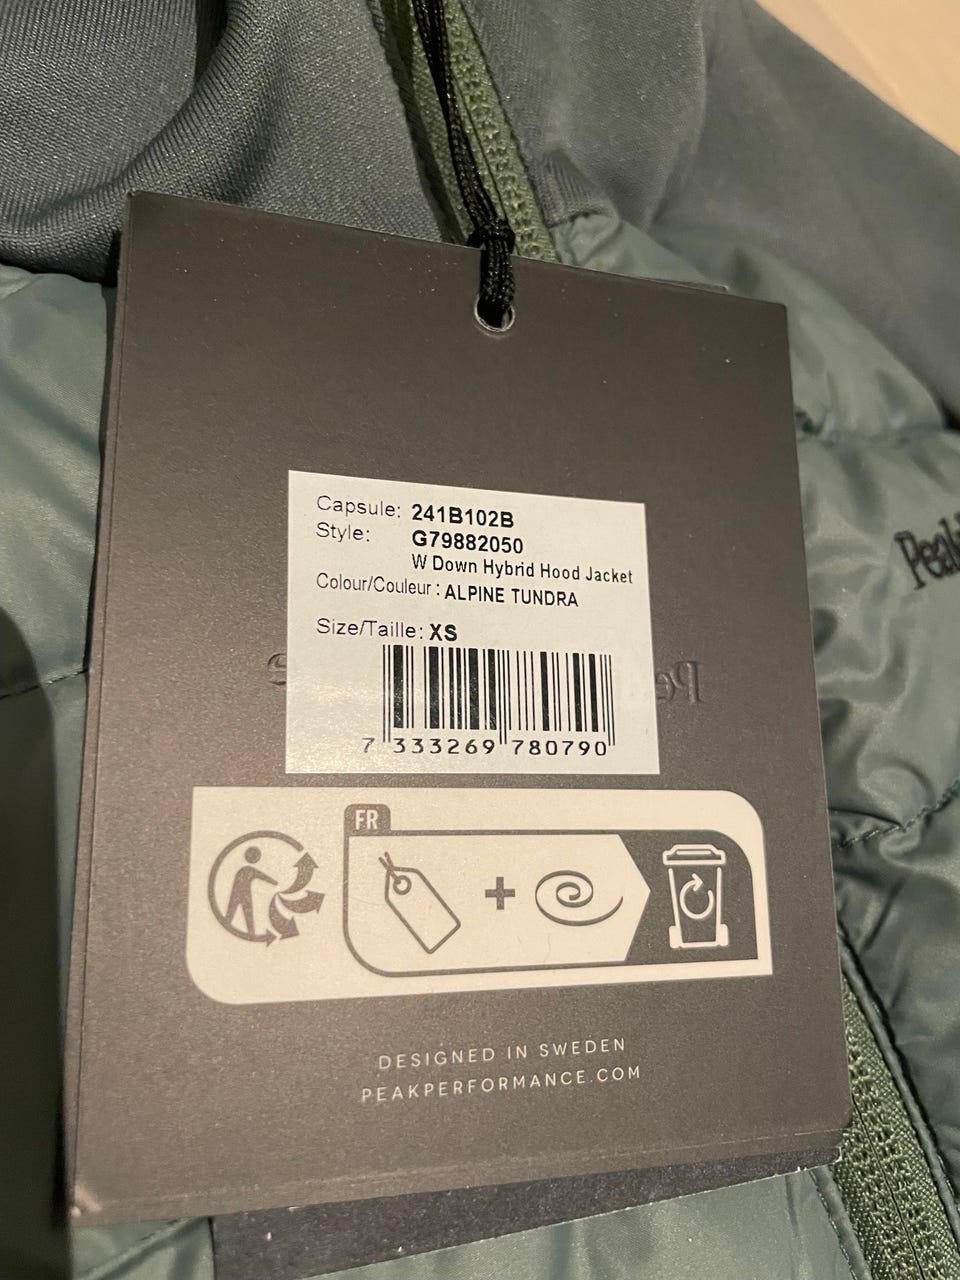 Capsule: 241B102B
Style: G79882050
W Down Hybrid Hood Jacket
Colour/Couleur : ALPINE TUNDRA
Size/Taille: XS
7 333269 780790
FR
DESIGNED IN SWEDEN
PEAKPERFORMANCE.COM